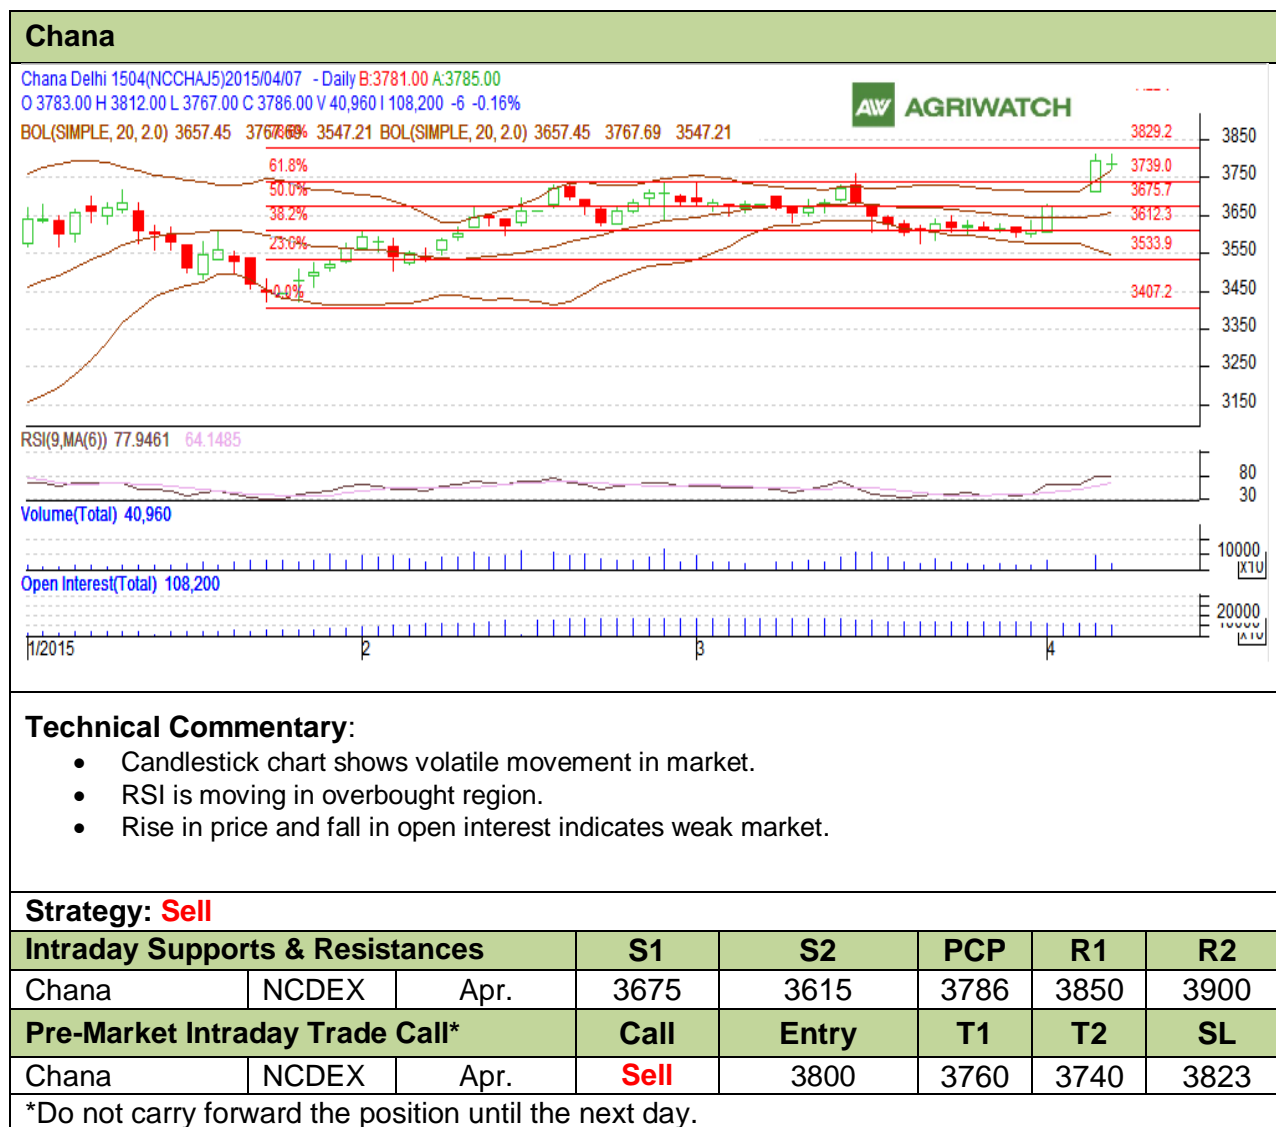 Chana
Chana Delhi 1504(NCCHAJ5)2015/04/07 - Daily B:3781.00 A:3785.00
O 3783.00 H 3812.00 L 3767.00 C 3786.00 V 40,960 I 108,200 -6 -0.16%
AW AGRIWATCH
BOL(SIMPLE, 20, 2.0) 3657.45 3767.69 3547.21 BOL(SIMPLE, 20, 2.0) 3657.45 3767.69 3547.21
3829.2
3850
61.8%
3739.0
3750
50.0%
3675.7
3650
38.2%
3612.3
23.6%
3533.9
3550
0.0%
3407.2
3450
3350
3250
3150
RSI(9,MA(6)) 77.9461 64.1485
80
30
Volume(Total) 40,960
10000
X10
Open Interest(Total) 108,200
20000
10000
X10
1/2015
2
3
4
Technical Commentary:
• Candlestick chart shows volatile movement in market.
• RSI is moving in overbought region.
• Rise in price and fall in open interest indicates weak market.
Strategy: Sell
Intraday Supports & Resistances S1 S2 PCP R1 R2
Chana NCDEX Apr. 3675 3615 3786 3850 3900
Pre-Market Intraday Trade Call* Call Entry T1 T2 SL
Chana NCDEX Apr. Sell 3800 3760 3740 3823
*Do not carry forward the position until the next day.